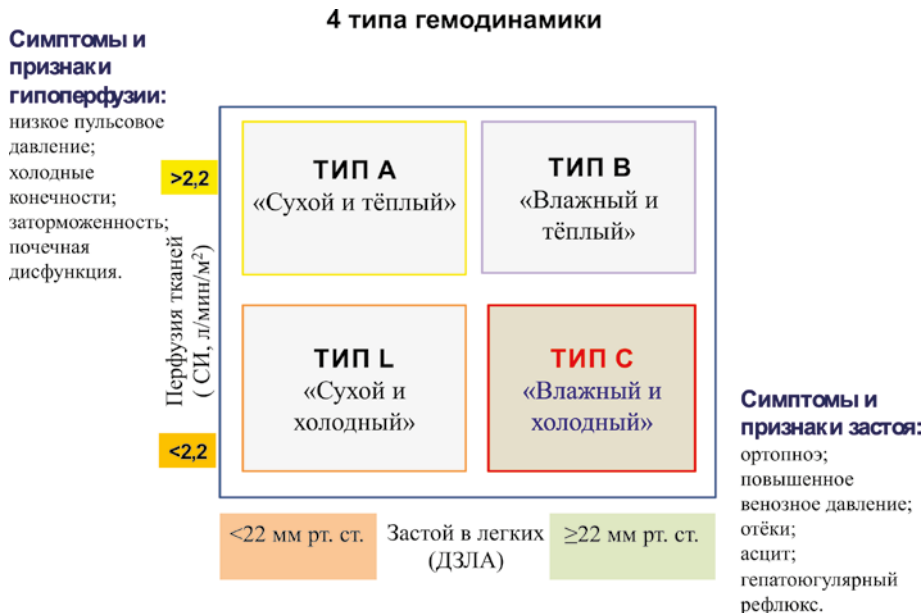 4 типа гемодинамики
Симптомы и
признаки
гипоперфузии:
низкое пульсовое
давление;
холодные
конечности;
заторможенность;
почечная
дисфункция.
>2,2
Перфузия тканей
( СИ, л/мин/м²)
<2,2
ТИП А
«Сухой и тёплый»
ТИП В
«Влажный и
тёплый»
ТИП L
«Сухой и
холодный»
ТИП С
«Влажный и
холодный»
<22 мм рт. ст.
Застой в легких
(ДЗЛА)
≥22 мм рт. ст.
Симптомы и
признаки застоя:
ортопноэ;
повышенное
венозное давление;
отёки;
асцит;
гепатоюгулярный
рефлюкс.